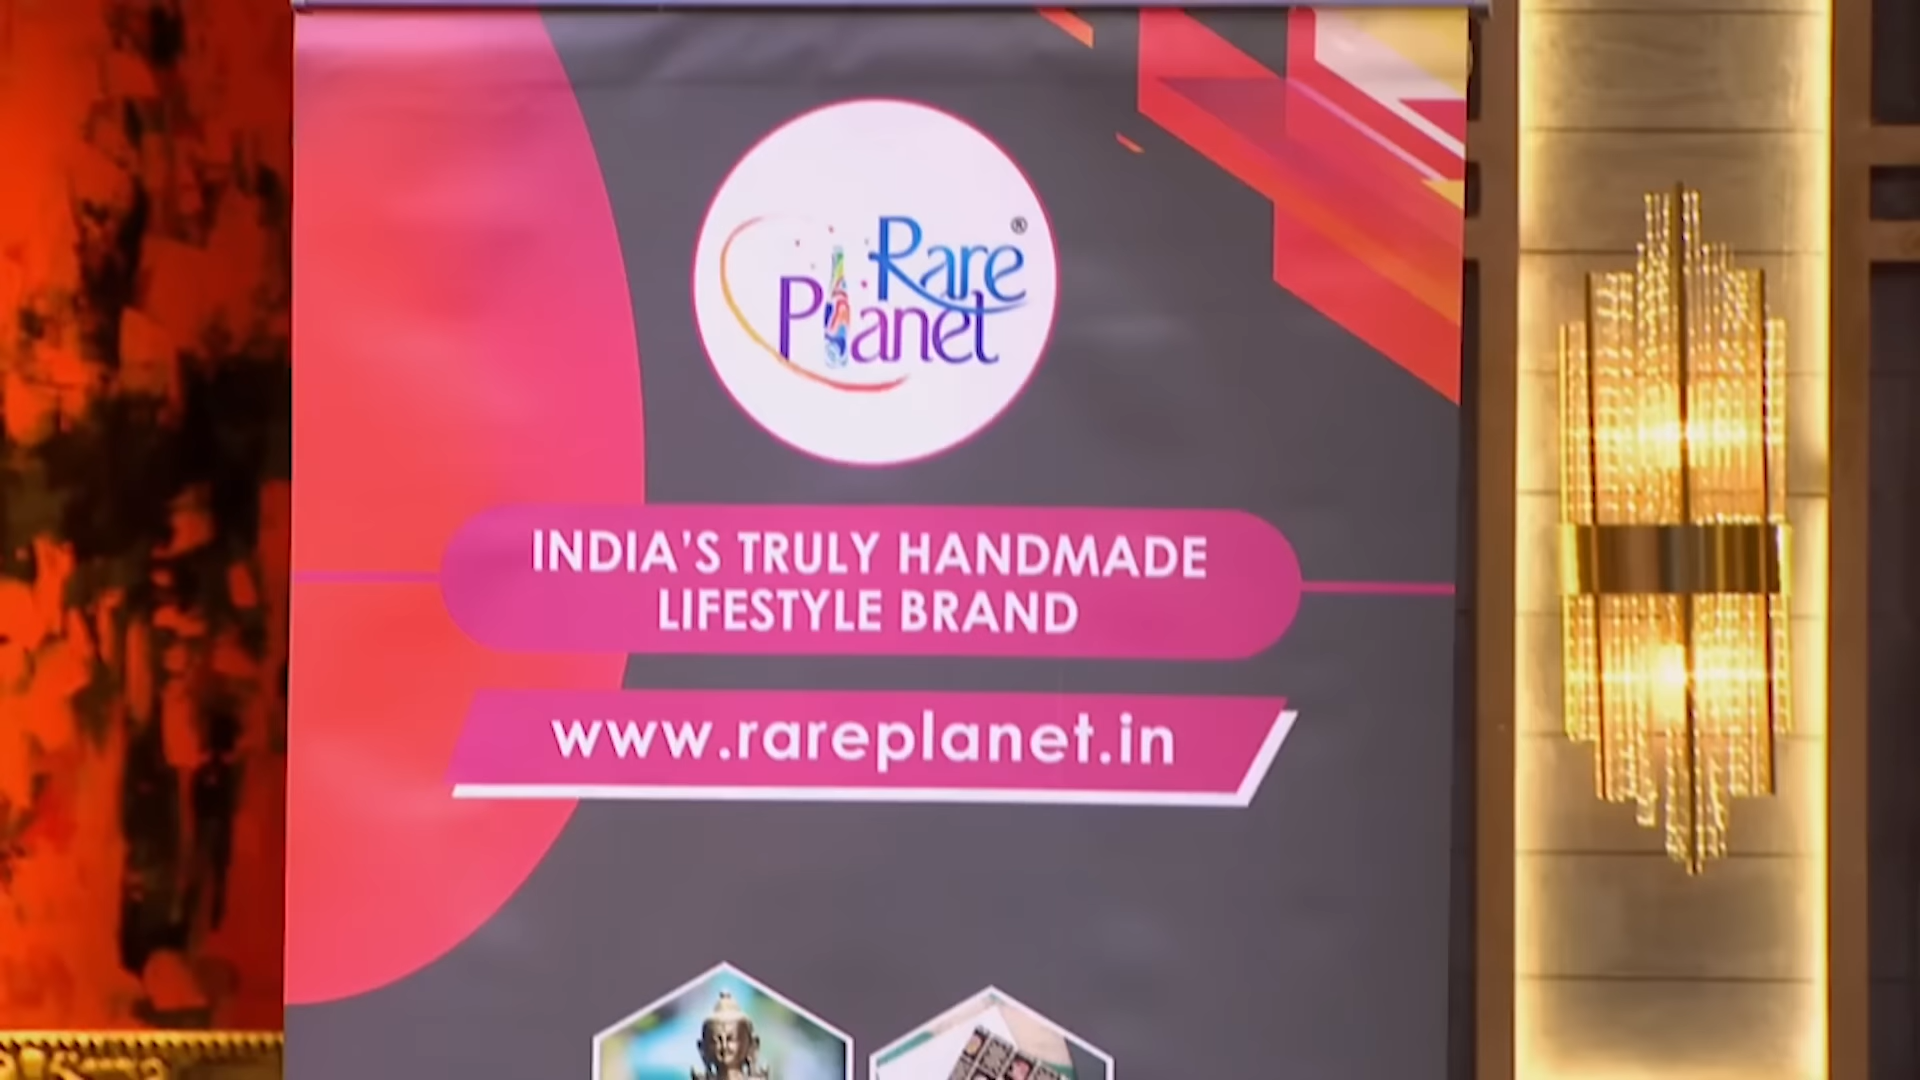 Rare ®
Planet
INDIA'S TRULY HANDMADE
LIFESTYLE BRAND
www.rareplanet.in